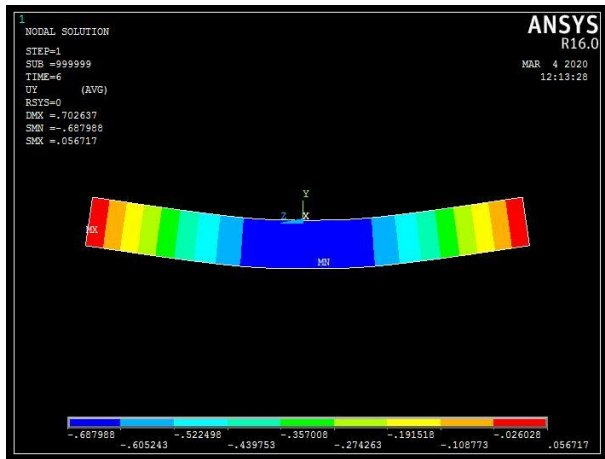 1
NODAL SOLUTION
STEP=1
SUB =999999
TIME=6
UY (AVG)
RSYS=0
DMX =.702637
SMN =-.687988
SMX =.056717
ANSYS
R16.0
MAR 4 2020
12:13:28
Y
Z X
MX
MN
-.687988 -.522498 -.357008 -.191518 -.026028
-.605243 -.439753 -.274263 -.108773 .056717